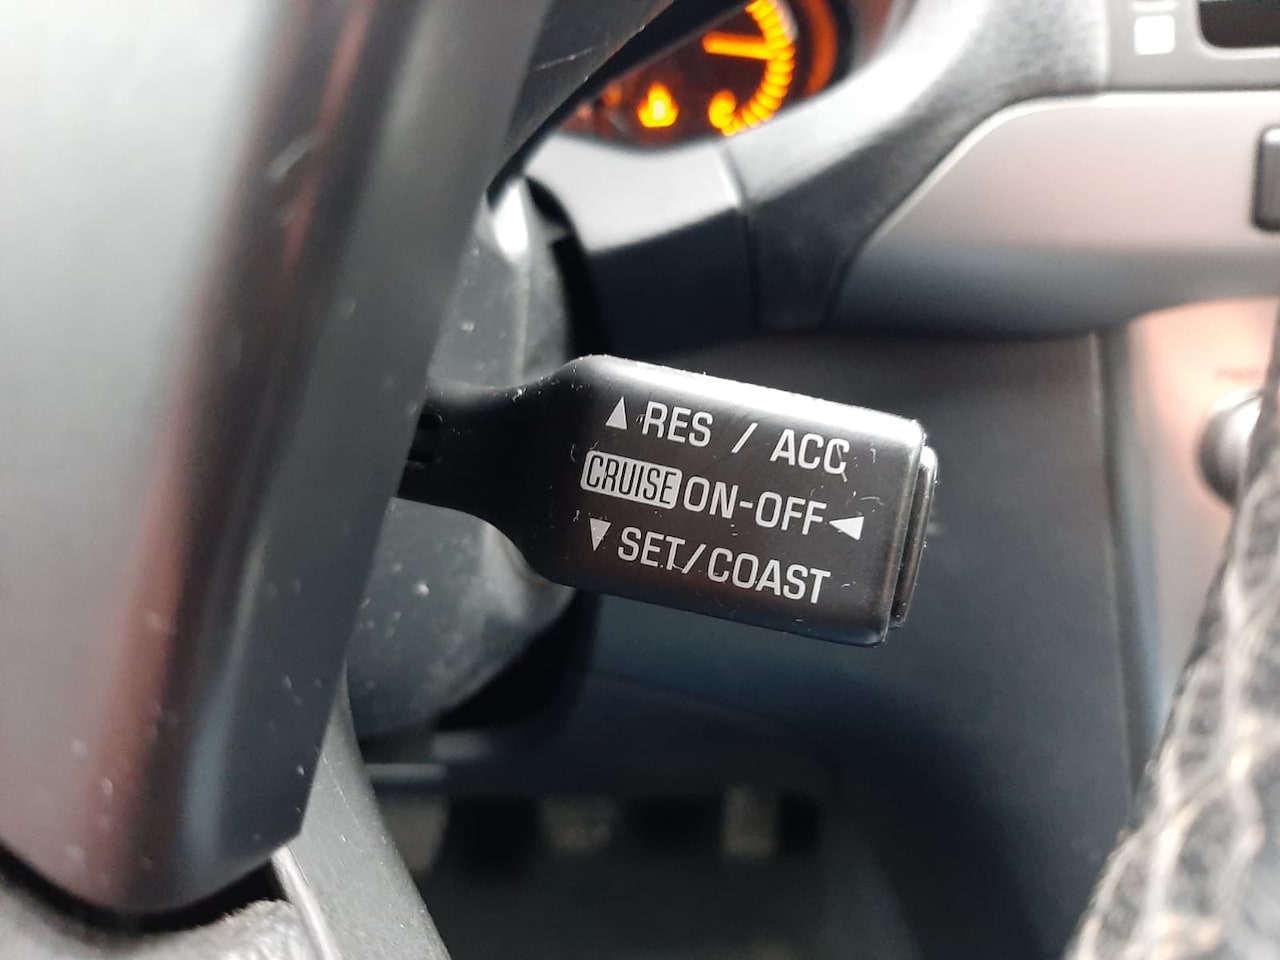 ▲ RES / ACC
CRUISE ON-OFF ◀
▼ SET/COAST